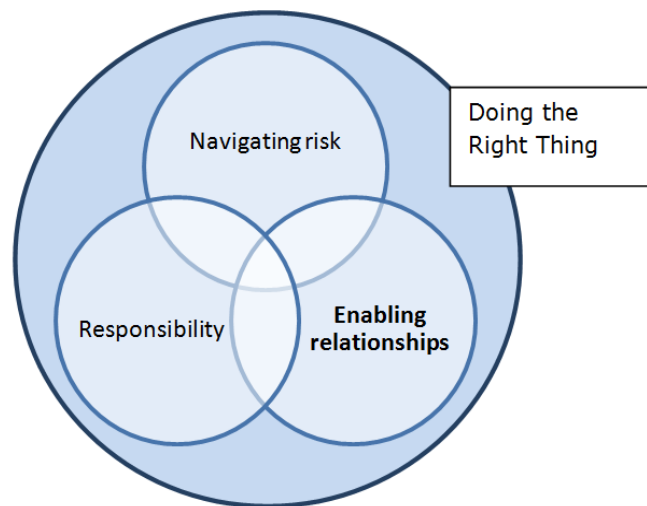 Doing the
Right Thing
Navigating risk
Responsibility
Enabling
relationships